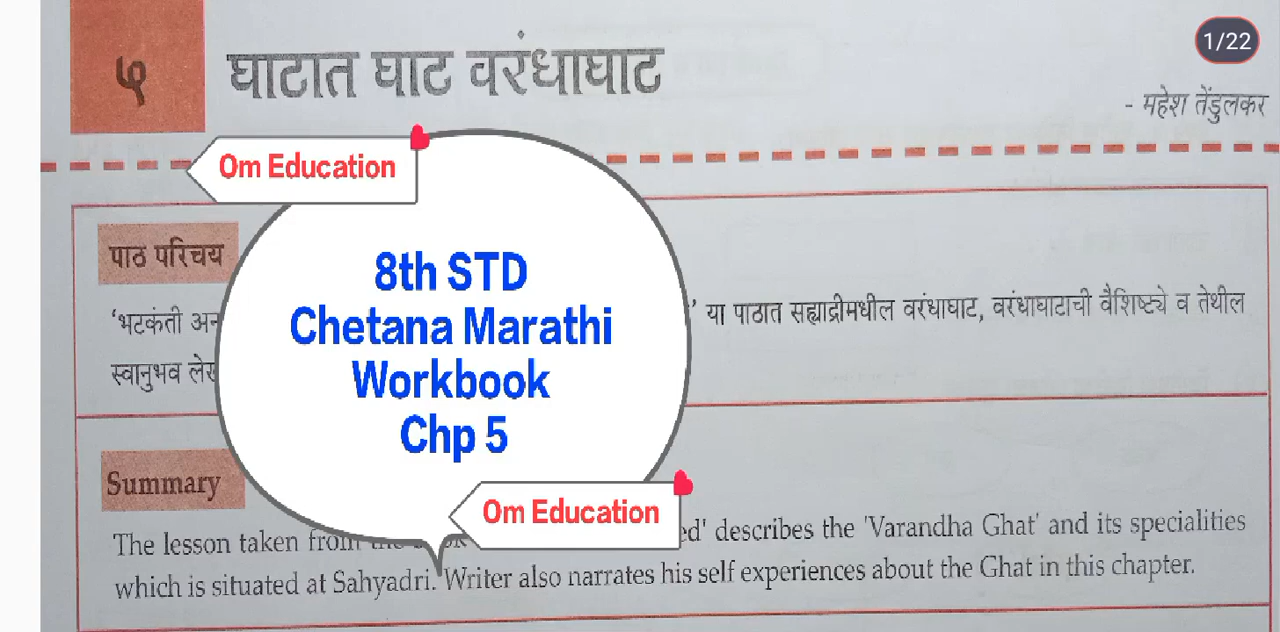 1/22
५
घाटात घाट वरंधाघाट
- महेश तेंडुलकर
Om Education
पाठ परिचय
8th STD
Chetana Marathi
Workbook
Chp 5
'भटकंती ' या पाठात सह्याद्रीमधील वरंधाघाट, वरंधाघाटाची वैशिष्ट्ये व तेथील
स्वानुभव
Summary
Om Education
The lesson taken from describes the 'Varandha Ghat' and its specialities
which is situated at Sahyadri. Writer also narrates his self experiences about the Ghat in this chapter.